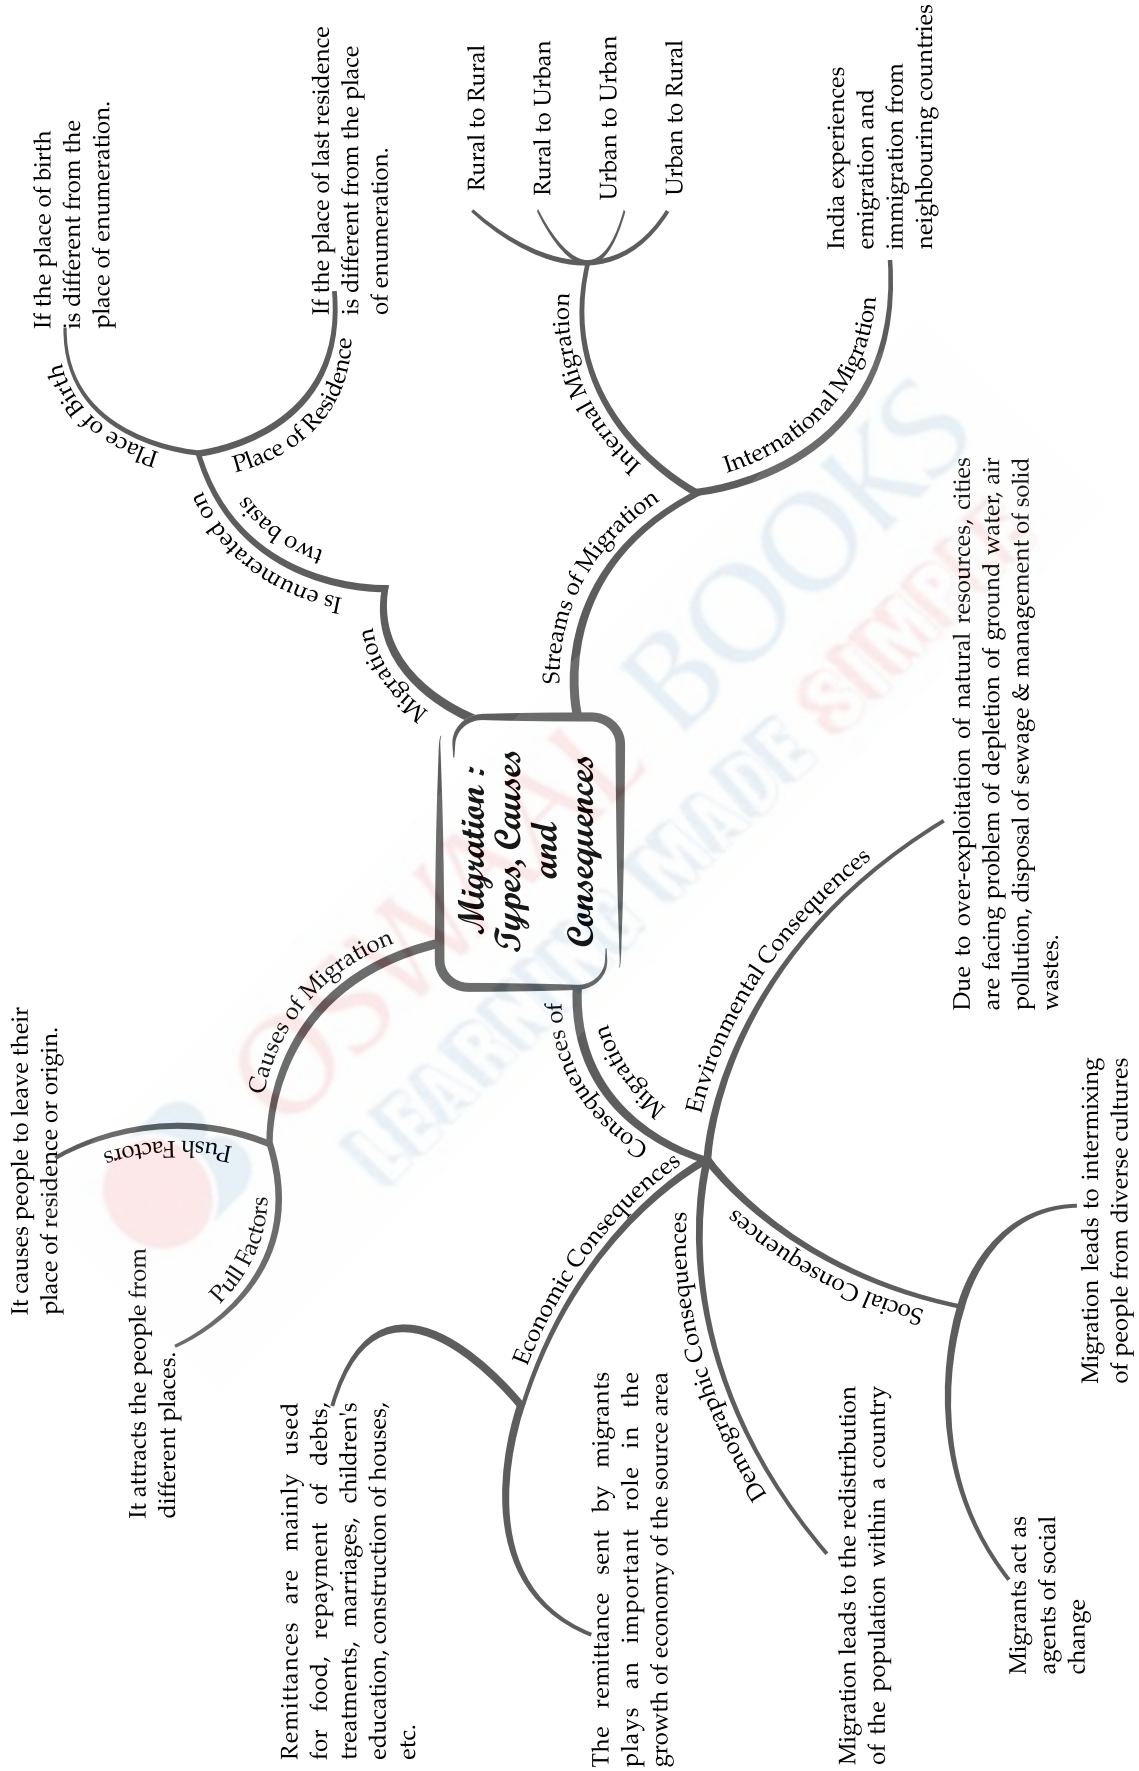 Migration :
Types, Causes
and
Consequences
Migration
Is enumerated on
two basis
Place of Birth
If the place of birth
is different from the
place of enumeration.
Place of Residence
If the place of last residence
is different from the place
of enumeration.
Streams of Migration
Internal Migration
Rural to Rural
Rural to Urban
Urban to Urban
Urban to Rural
International Migration
India experiences
emigration and
immigration from
neighbouring countries
Consequences of
Migration
Environmental Consequences
Due to over-exploitation of natural resources, cities
are facing problem of depletion of ground water, air
pollution, disposal of sewage & management of solid
wastes.
Social Consequences
Migration leads to intermixing
of people from diverse cultures
Migrants act as
agents of social
change
Demographic Consequences
Migration leads to the redistribution
of the population within a country
Economic Consequences
The remittance sent by migrants
plays an important role in the
growth of economy of the source area
Remittances are mainly used
for food, repayment of debts,
treatments, marriages, children's
education, construction of houses,
etc.
Causes of Migration
Push Factors
It causes people to leave their
place of residence or origin.
Pull Factors
It attracts the people from
different places.
OSWAAL BOOKS
LEARNING MADE SIMPLE